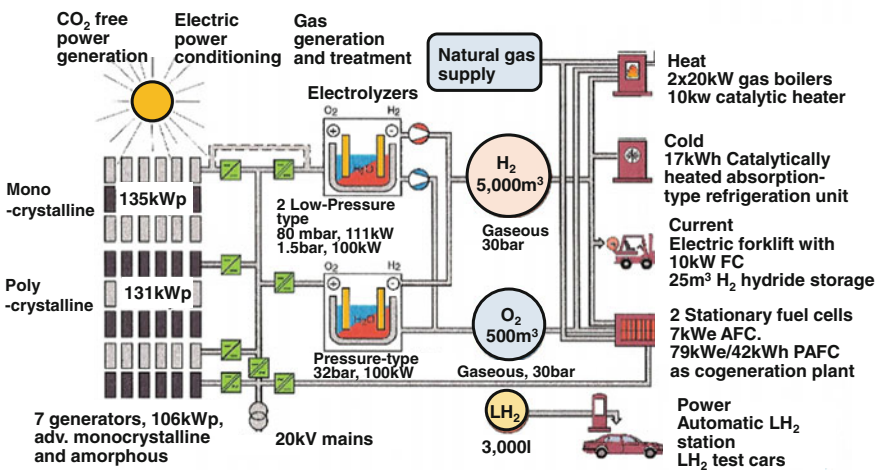 CO₂ free
power
generation
Electric
power
conditioning
Gas
generation
and treatment
Natural gas
supply
Heat
2x20kW gas boilers
10kw catalytic heater
Electrolyzers
O₂
H₂
H₂O
2 Low-Pressure
type
80 mbar, 111kW
1.5bar, 100kW
H₂
5,000m³
Gaseous
30bar
Cold
17kWh Catalytically
heated absorption-
type refrigeration unit
Mono
-crystalline
135kWp
Current
Electric forklift with
10kW FC
25m³ H₂ hydride storage
Poly
-crystalline
131kWp
O₂
H₂
H₂O
Pressure-type
32bar, 100kW
O₂
500m³
Gaseous, 30bar
2 Stationary fuel cells
7kWe AFC.
79kWe/42kWh PAFC
as cogeneration plant
7 generators, 106kWp,
adv. monocrystalline
and amorphous
20kV mains
LH₂
3,000l
Power
Automatic LH₂
station
LH₂ test cars